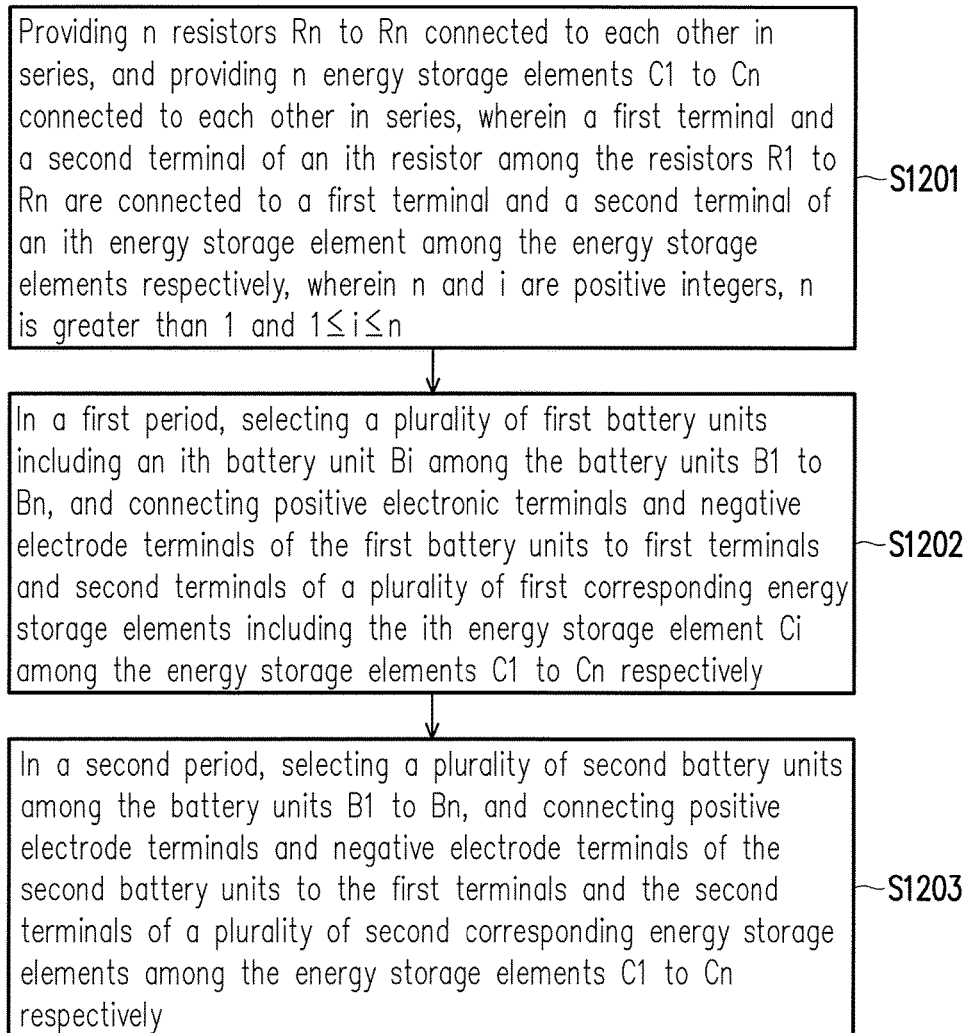 Providing n resistors Rn to Rn connected to each other in
series, and providing n energy storage elements C1 to Cn
connected to each other in series, wherein a first terminal and
a second terminal of an ith resistor among the resistors R1 to
Rn are connected to a first terminal and a second terminal of
an ith energy storage element among the energy storage
elements respectively, wherein n and i are positive integers, n
is greater than 1 and 1≤i≤n
S1201
In a first period, selecting a plurality of first battery units
including an ith battery unit Bi among the battery units B1 to
Bn, and connecting positive electronic terminals and negative
electrode terminals of the first battery units to first terminals
and second terminals of a plurality of first corresponding energy
storage elements including the ith energy storage element Ci
among the energy storage elements C1 to Cn respectively
S1202
In a second period, selecting a plurality of second battery units
among the battery units B1 to Bn, and connecting positive
electrode terminals and negative electrode terminals of the
second battery units to the first terminals and the second
terminals of a plurality of second corresponding energy storage
elements among the energy storage elements C1 to Cn
respectively
S1203